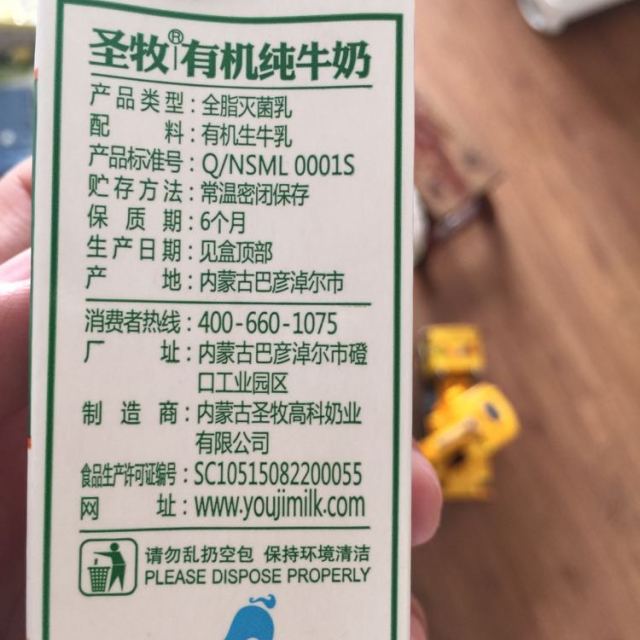 圣牧®有机纯牛奶
产品类型：全脂灭菌乳
配料：有机生牛乳
产品标准号：Q/NSML 0001S
贮存方法：常温密闭保存
保质期：6个月
生产日期：见盒顶部
产地：内蒙古巴彦淖尔市
消费者热线：400-660-1075
厂址：内蒙古巴彦淖尔市磴
口工业园区
制造商：内蒙古圣牧高科奶业
有限公司
食品生产许可证编号：SC10515082200055
网址：www.youjimilk.com
请勿乱扔空包 保持环境清洁
PLEASE DISPOSE PROPERLY